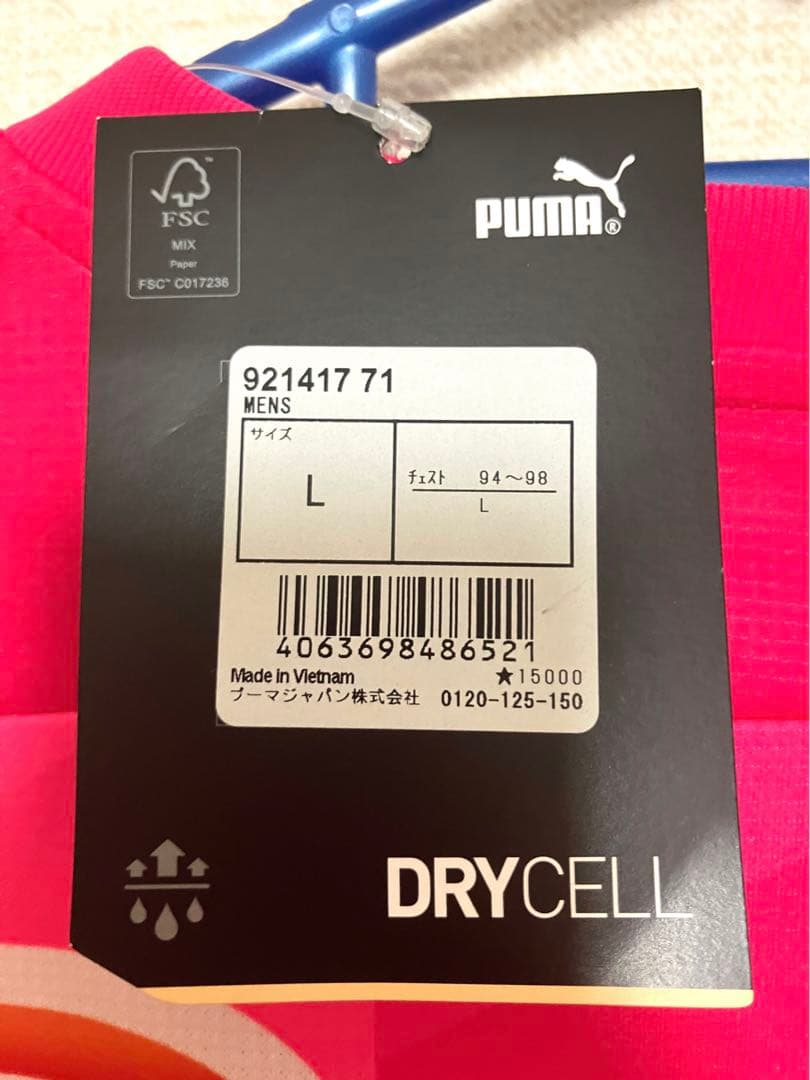 FSC™
MIX
Paper
FSC™ C017236
PUMA®
921417 71
MENS
サイズ
L
チェスト 94～98
L
4063698486521
Made in Vietnam ★15000
プーマジャパン株式会社 0120-125-150
DRYCELL